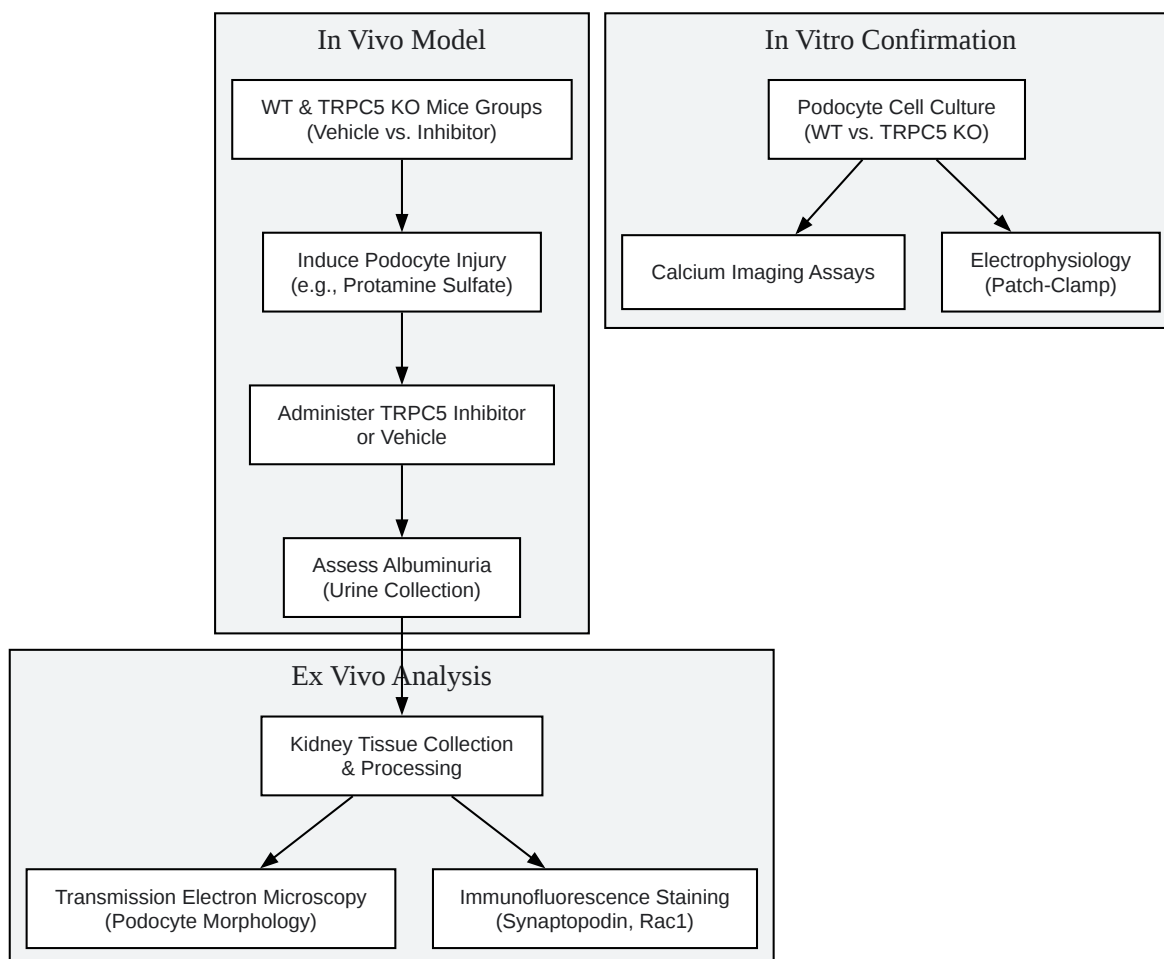 In Vivo Model
WT & TRPC5 KO Mice Groups
(Vehicle vs. Inhibitor)
Induce Podocyte Injury
(e.g., Protamine Sulfate)
Administer TRPC5 Inhibitor
or Vehicle
Assess Albuminuria
(Urine Collection)
In Vitro Confirmation
Podocyte Cell Culture
(WT vs. TRPC5 KO)
Calcium Imaging Assays
Electrophysiology
(Patch-Clamp)
Ex Vivo Analysis
Kidney Tissue Collection
& Processing
Transmission Electron Microscopy
(Podocyte Morphology)
Immunofluorescence Staining
(Synaptopodin, Rac1)